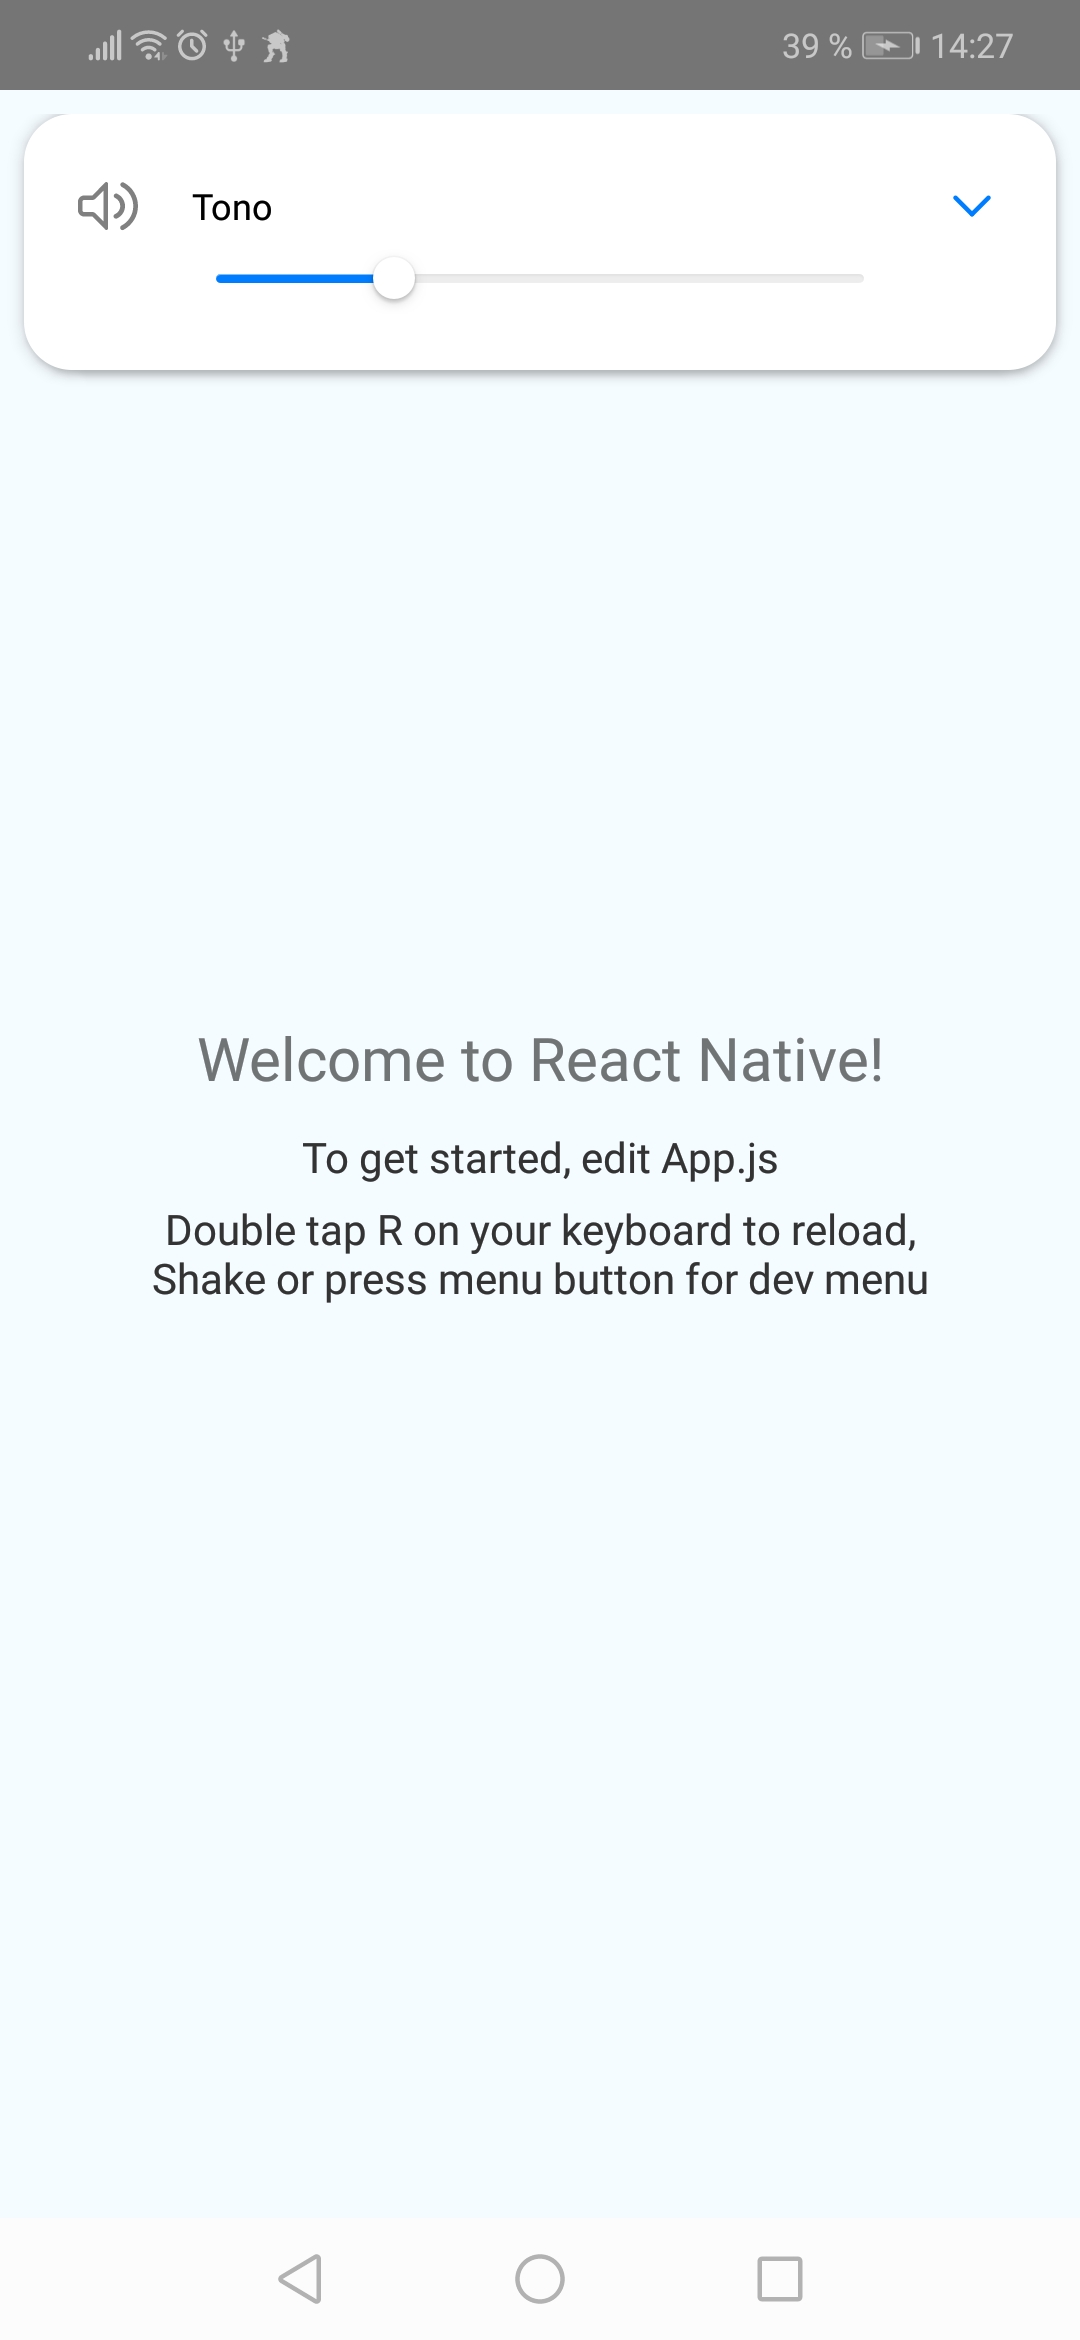 39 % 14:27
Tono
Welcome to React Native!
To get started, edit App.js
Double tap R on your keyboard to reload,
Shake or press menu button for dev menu